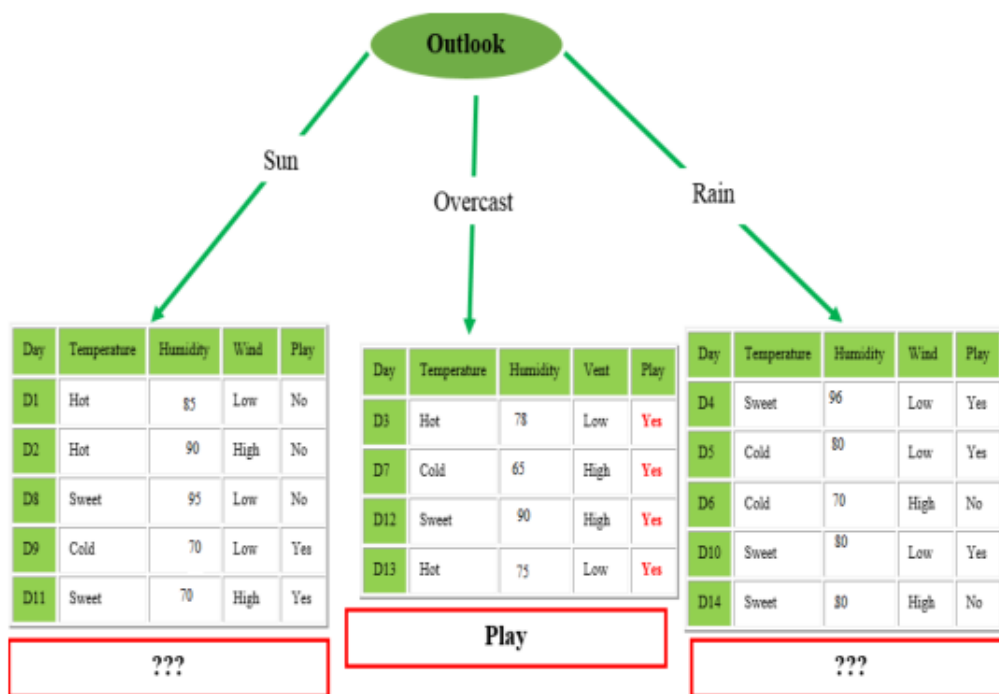 Outlook
Sun
Overcast
Rain
Day Temperature Humidity Wind Play
D1 Hot 85 Low No
D2 Hot 90 High No
D8 Sweet 95 Low No
D9 Cold 70 Low Yes
D11 Sweet 70 High Yes
???
Day Temperature Humidity Vent Play
D3 Hot 78 Low Yes
D7 Cold 65 High Yes
D12 Sweet 90 High Yes
D13 Hot 75 Low Yes
Play
Day Temperature Humidity Wind Play
D4 Sweet 96 Low Yes
D5 Cold 80 Low Yes
D6 Cold 70 High No
D10 Sweet 80 Low Yes
D14 Sweet 80 High No
???